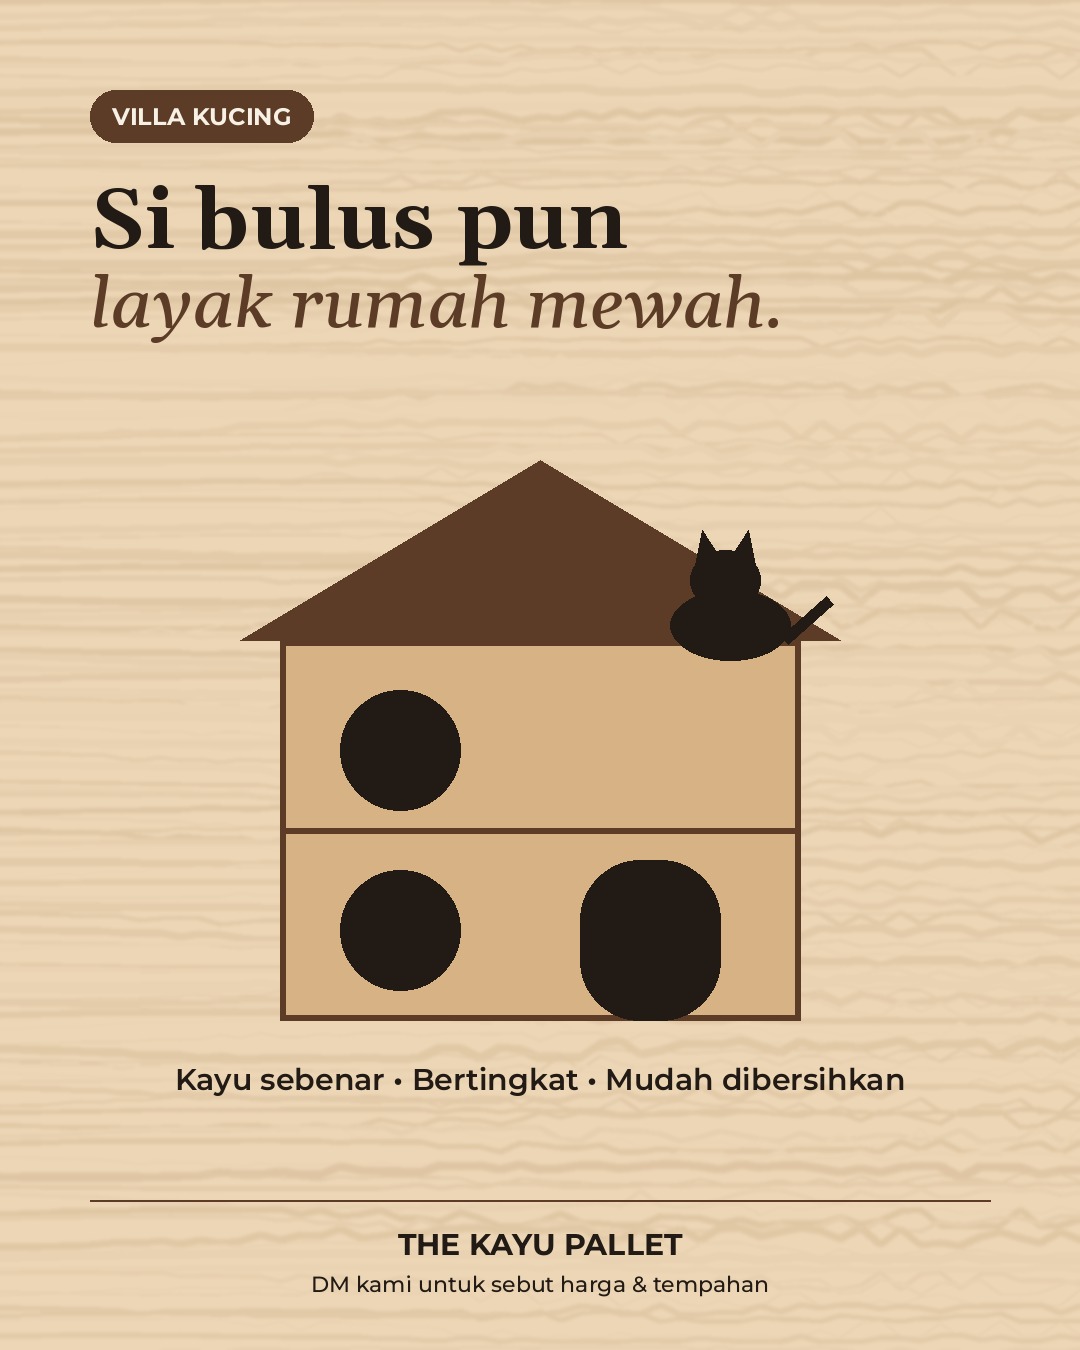 VILLA KUCING
Si bulus pun
layak rumah mewah.
Kayu sebenar • Bertingkat • Mudah dibersihkan
THE KAYU PALLET
DM kami untuk sebut harga & tempahan